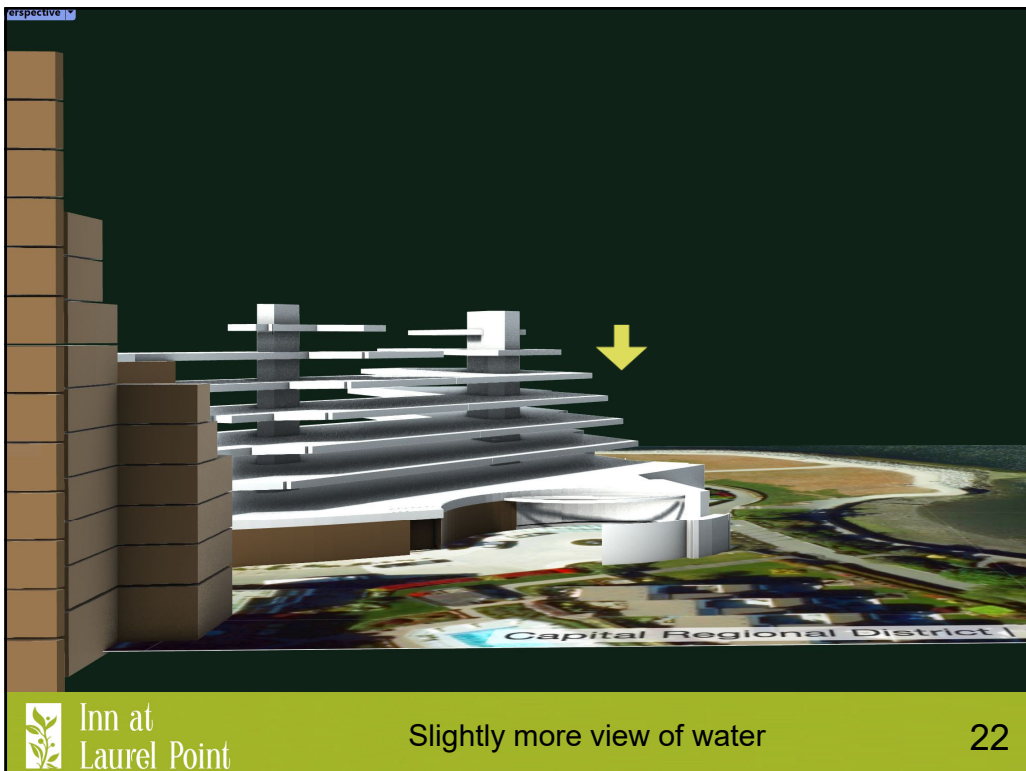 erspective
Capital Regional District |
Inn at
Laurel Point
Slightly more view of water
22